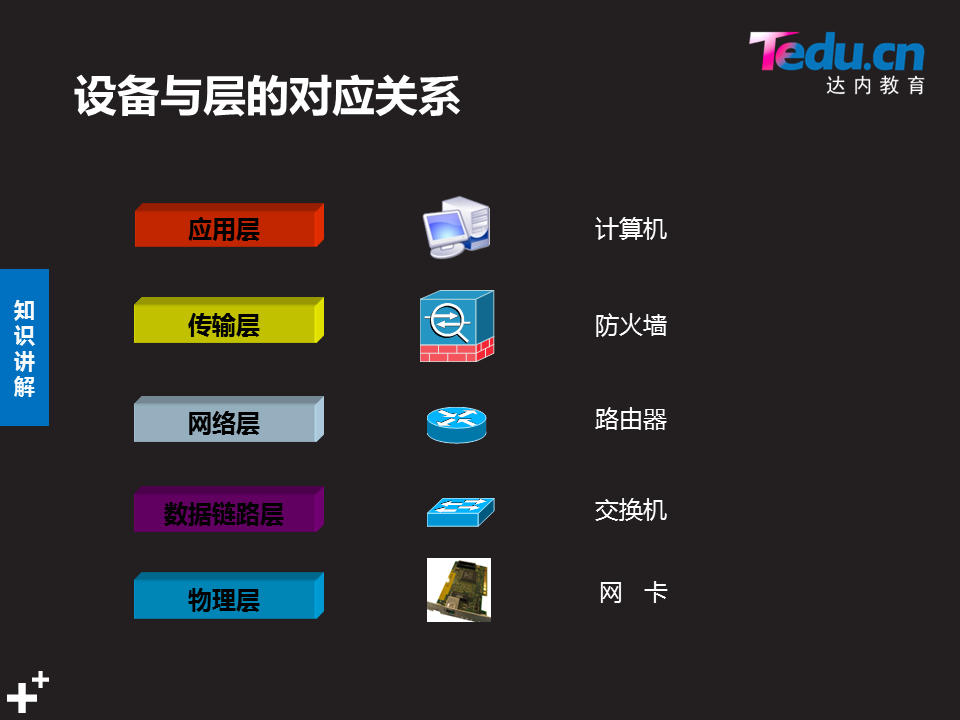 Tedu.cn
达内教育
设备与层的对应关系
应用层
计算机
传输层
防火墙
知识讲解
网络层
路由器
数据链路层
交换机
物理层
网 卡